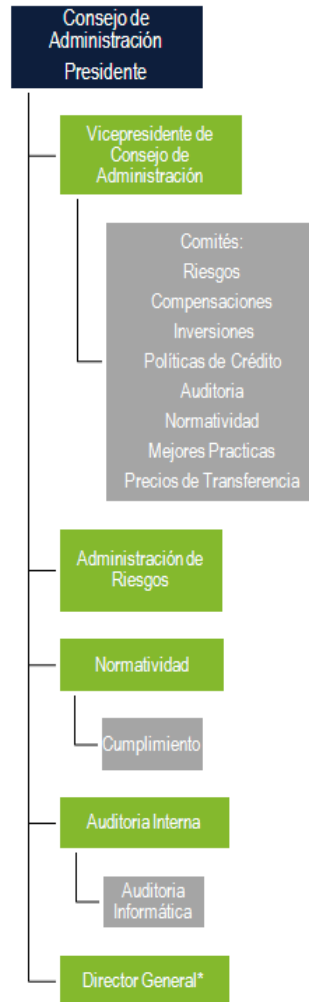 Consejo de
Administración
Presidente
Vicepresidente de
Consejo de
Administración
Comités:
Riesgos
Compensaciones
Inversiones
Políticas de Crédito
Auditoria
Normatividad
Mejores Practicas
Precios de Transferencia
Administración de
Riesgos
Normatividad
Cumplimiento
Auditoria Interna
Auditoria
Informática
Director General*